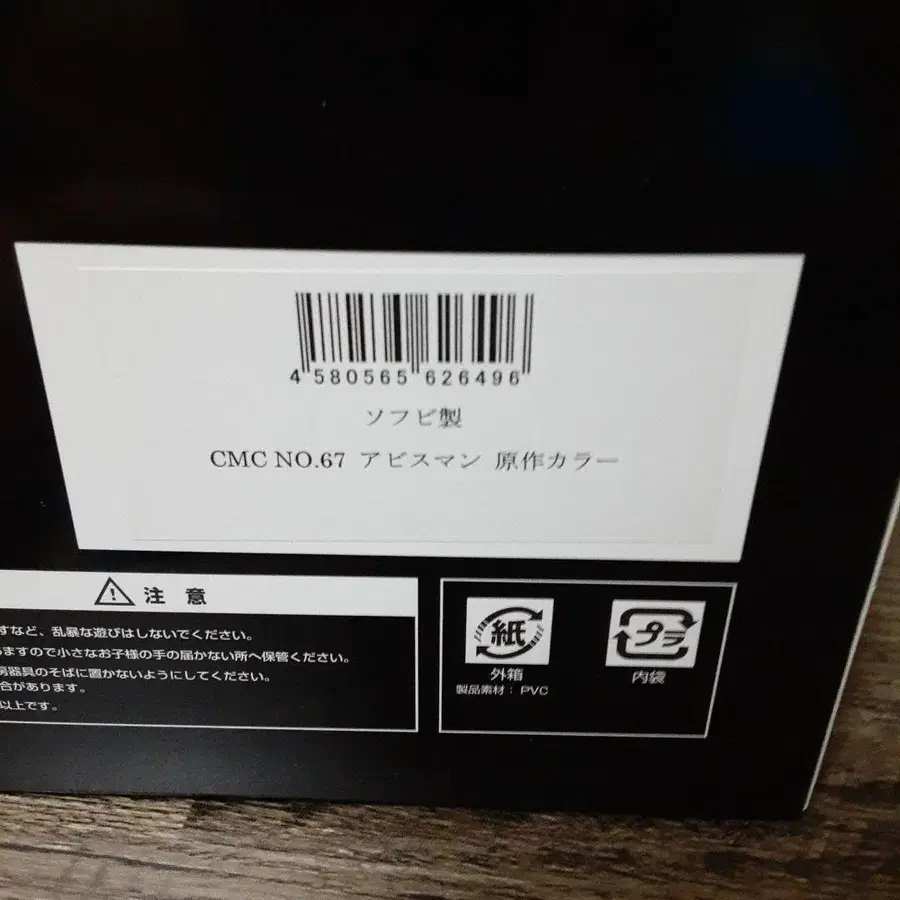 4 580565 626496
ソフビ製
CMC NO.67 アビスマン 原作カラー
注 意
すなど、乱暴な遊びはしないでください。
ますので小さなお子様の手の届かない所へ保管ください。
房器具のそばに置かないようにしてください。
合があります。
以上です。
紙
外箱
製品素材: PVC
プラ
内袋